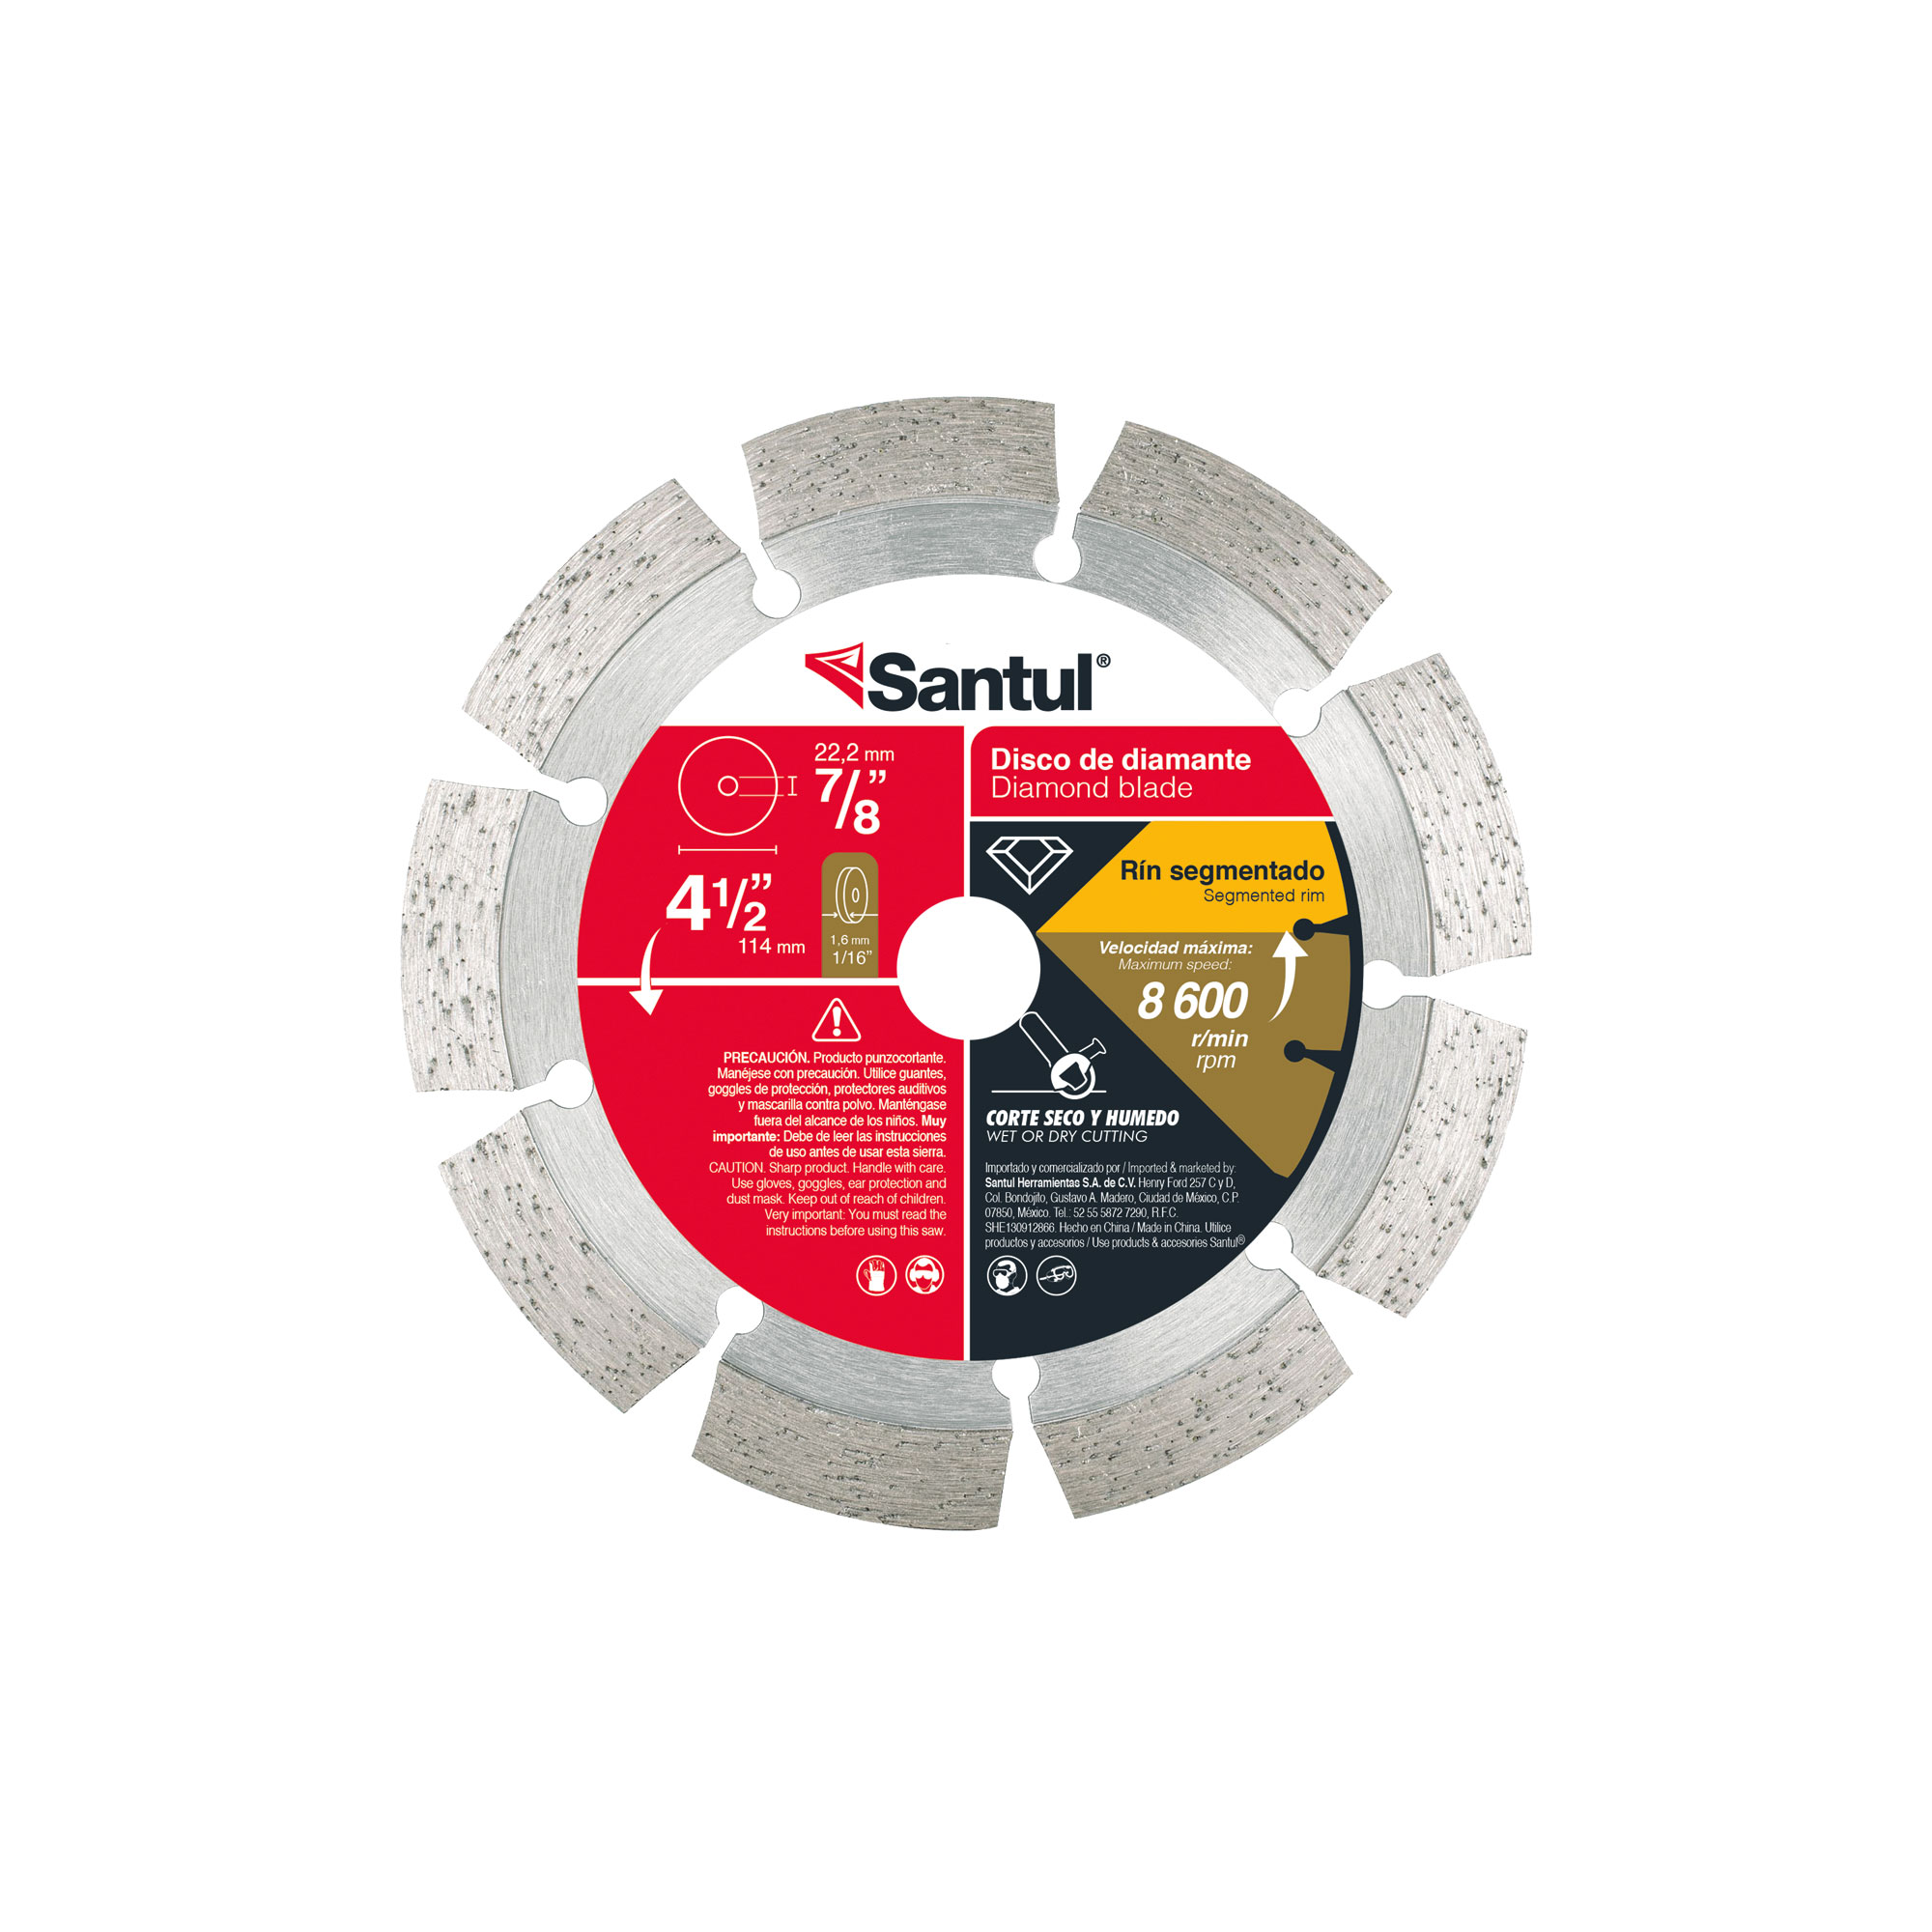 Santul®
22,2 mm
7/8"
4 1/2"
114 mm
1,6 mm
1/16"
Disco de diamante
Diamond blade
Rín segmentado
Segmented rim
Velocidad máxima:
Maximum speed:
8 600
r/min
rpm
PRECAUCIÓN. Producto punzocortante.
Manéjese con precaución. Utilice guantes,
goggles de protección, protectores auditivos
y mascarilla contra polvo. Manténgase
fuera del alcance de los niños. Muy
importante: Debe de leer las instrucciones
de uso antes de usar esta sierra.
CAUTION. Sharp product. Handle with care.
Use gloves, goggles, ear protection and
dust mask. Keep out of reach of children.
Very important: You must read the
instructions before using this saw.
CORTE SECO Y HUMEDO
WET OR DRY CUTTING
Importado y comercializado por / Imported & marketed by:
Santul Herramientas S.A. de C.V. Henry Ford 257 C y D,
Col. Bondojito, Gustavo A. Madero, Ciudad de México, C.P.
07850, México. Tel.: 52 55 5872 7290, R.F.C.
SHE130912866. Hecho en China / Made in China. Utilice
productos y accesorios / Use products & accesories Santul®